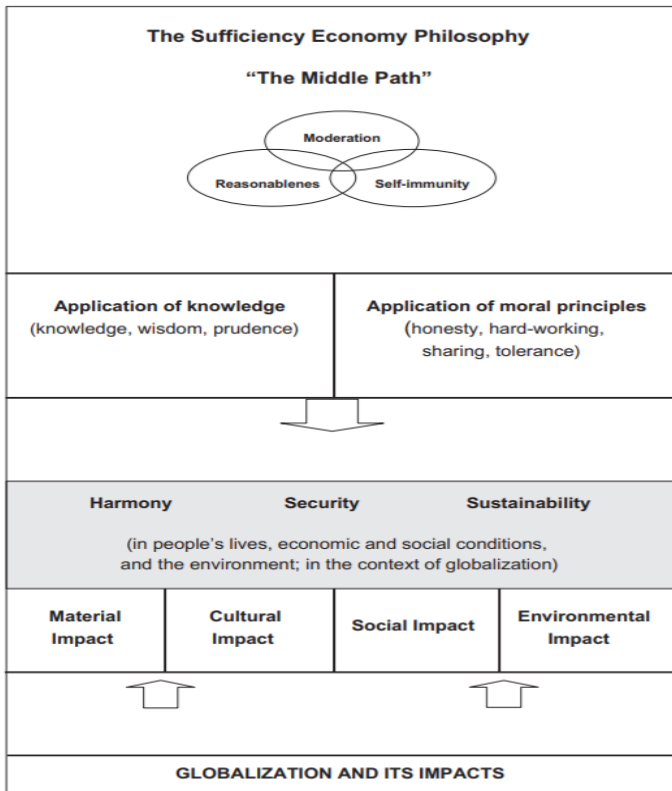 The Sufficiency Economy Philosophy
“The Middle Path”
Moderation
Reasonablenes
Self-immunity
Application of knowledge
(knowledge, wisdom, prudence)
Application of moral principles
(honesty, hard-working,
sharing, tolerance)
Harmony
Security
Sustainability
(in people’s lives, economic and social conditions,
and the environment; in the context of globalization)
Material
Impact
Cultural
Impact
Social Impact
Environmental
Impact
GLOBALIZATION AND ITS IMPACTS